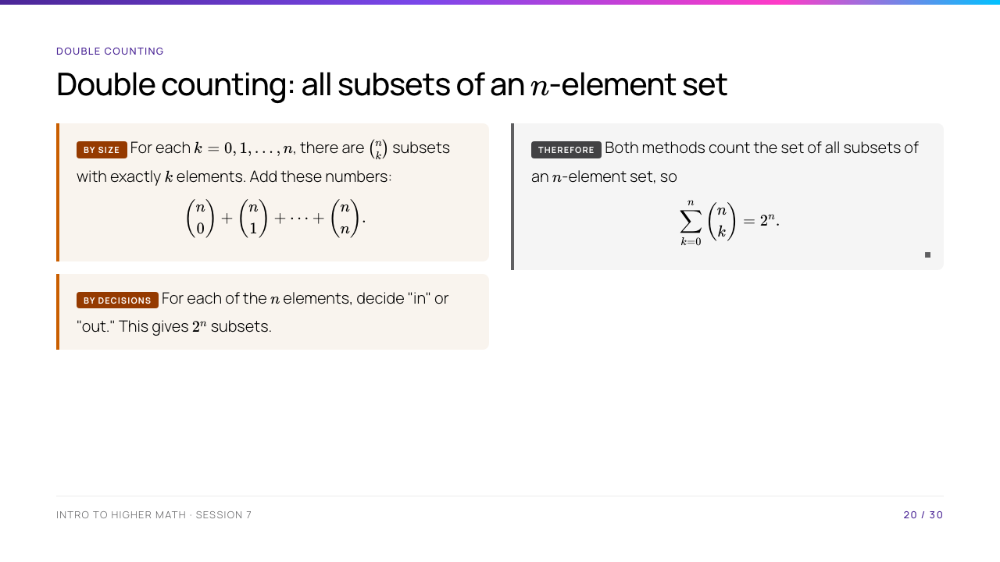 DOUBLE COUNTING
Double counting: all subsets of an n-element set
BY SIZE For each k = 0, 1, . . . , n, there are \binom{n}{k} subsets
with exactly k elements. Add these numbers:
\binom{n}{0} + \binom{n}{1} + ⋯ + \binom{n}{n}.
BY DECISIONS For each of the n elements, decide "in" or
"out." This gives 2^n subsets.
THEREFORE Both methods count the set of all subsets of
an n-element set, so
\sum_{k=0}^{n} \binom{n}{k} = 2^n.
INTRO TO HIGHER MATH · SESSION 7
20 / 30